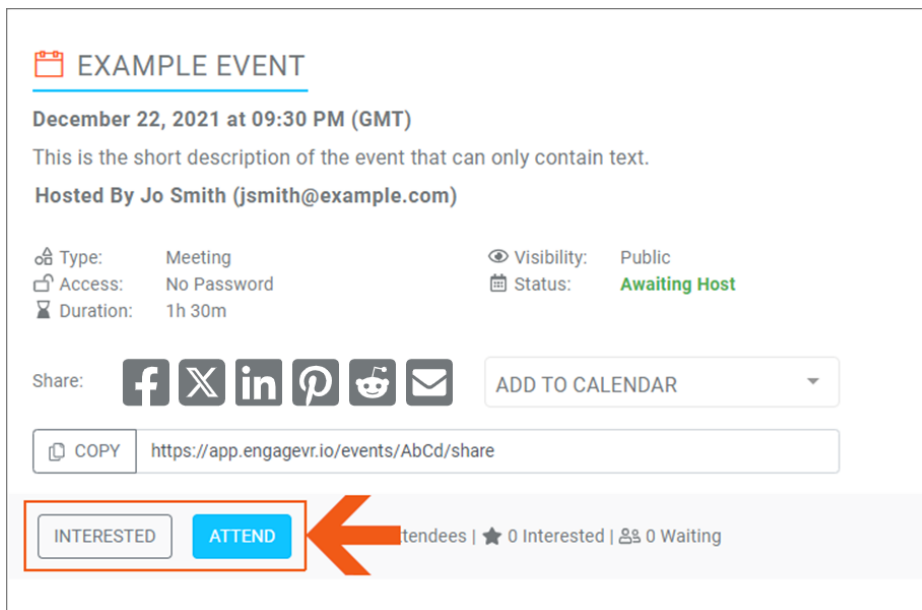 EXAMPLE EVENT
December 22, 2021 at 09:30 PM (GMT)
This is the short description of the event that can only contain text.
Hosted By Jo Smith (jsmith@example.com)
Type: Meeting Visibility: Public
Access: No Password Status: Awaiting Host
Duration: 1h 30m
Share: ADD TO CALENDAR
COPY https://app.engagevr.io/events/AbCd/share
INTERESTED ATTEND | 0 Interested | 0 Waiting